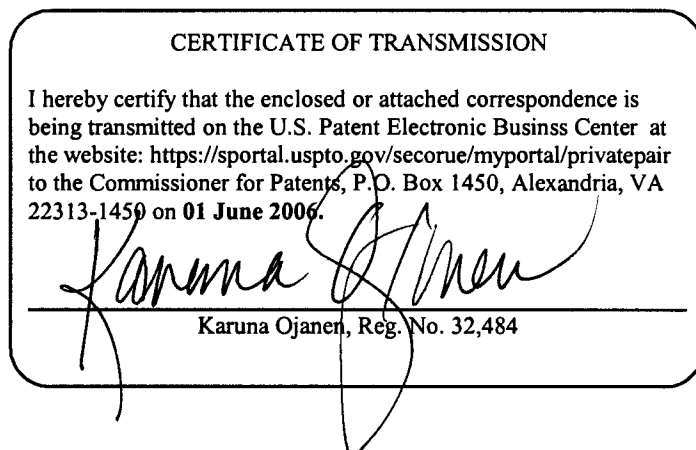 CERTIFICATE OF TRANSMISSION
I hereby certify that the enclosed or attached correspondence is
being transmitted on the U.S. Patent Electronic Businss Center at
the website: https://sportal.uspto.gov/secorue/myportal/privatepair
to the Commissioner for Patents, P.O. Box 1450, Alexandria, VA
22313-1450 on 01 June 2006.
Karuna Ojanen
Karuna Ojanen, Reg. No. 32,484